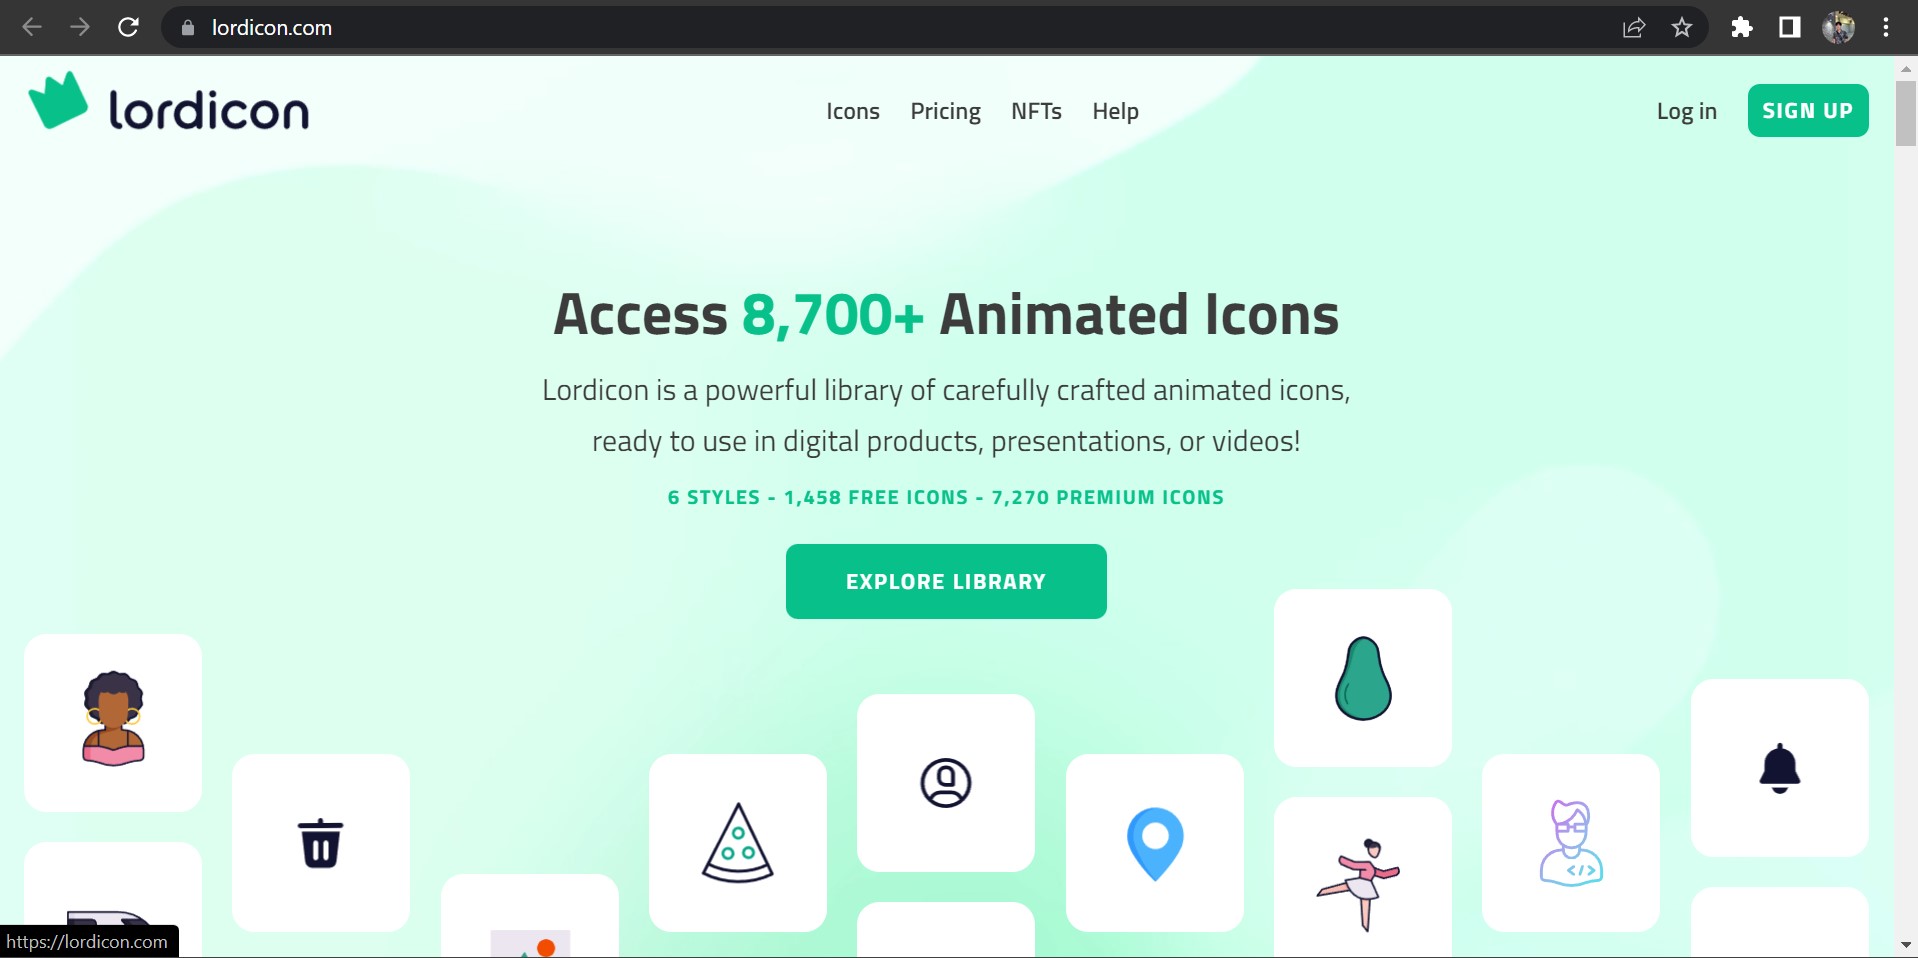 lordicon.com
lordicon
Icons Pricing NFTs Help
Log in SIGN UP
Access 8,700+ Animated Icons
Lordicon is a powerful library of carefully crafted animated icons,
ready to use in digital products, presentations, or videos!
6 STYLES - 1,458 FREE ICONS - 7,270 PREMIUM ICONS
EXPLORE LIBRARY
</>
https://lordicon.com